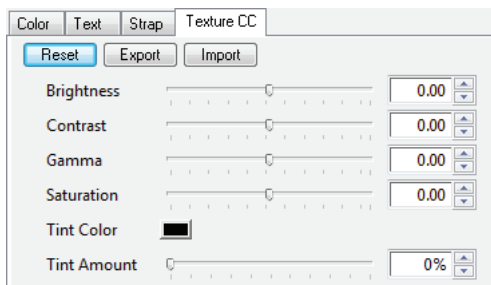 Color Text Strap Texture CC
Reset Export Import
Brightness 0.00
Contrast 0.00
Gamma 0.00
Saturation 0.00
Tint Color
Tint Amount 0%